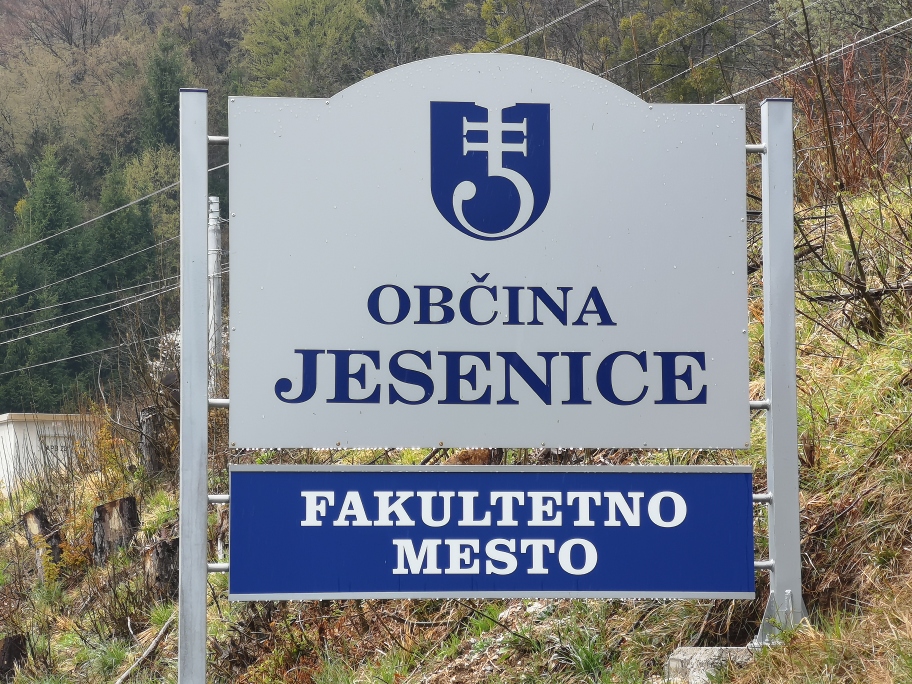 OBČINA
JESENICE
FAKULTETNO
MESTO